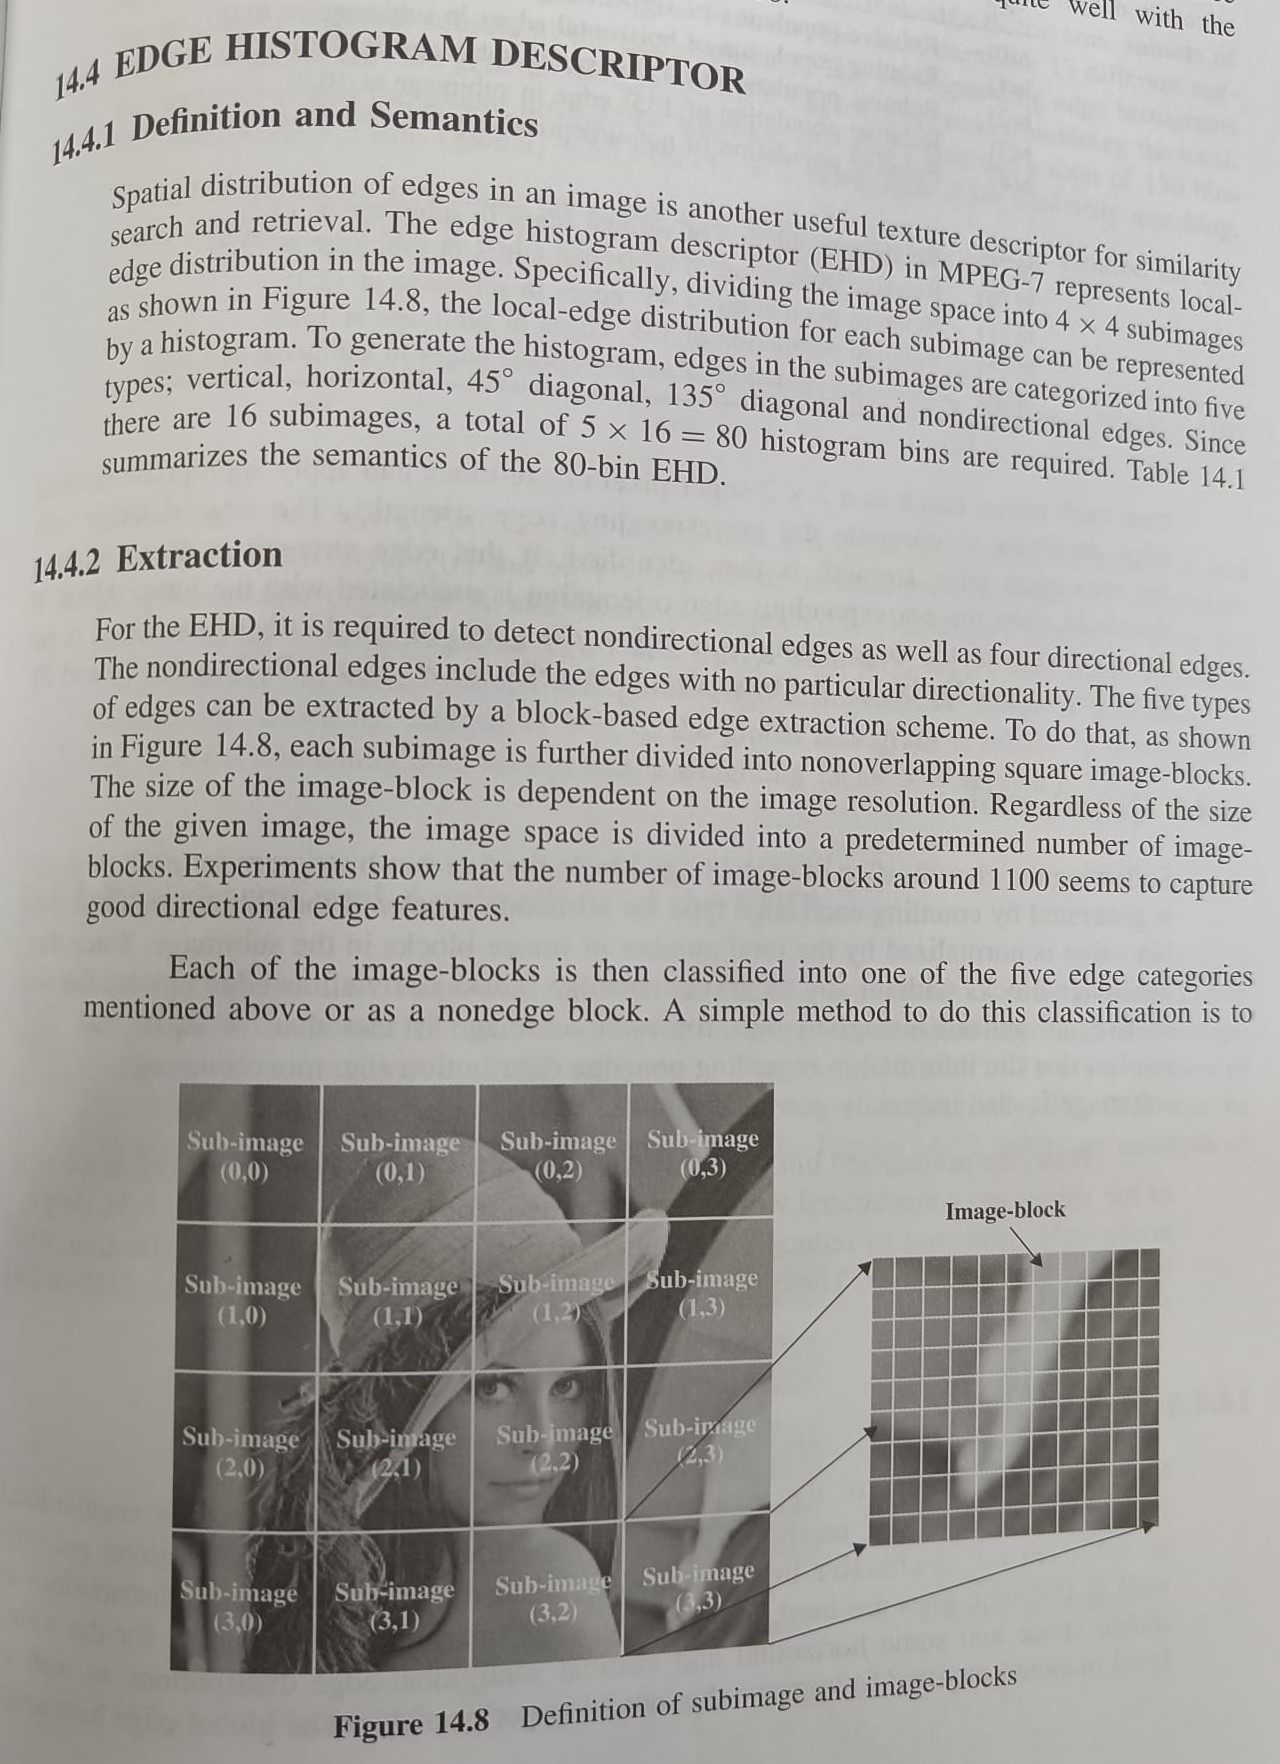 well with the
14.4 EDGE HISTOGRAM DESCRIPTOR
14.4.1 Definition and Semantics
Spatial distribution of edges in an image is another useful texture descriptor for similarity
search and retrieval. The edge histogram descriptor (EHD) in MPEG-7 represents local-
edge distribution in the image. Specifically, dividing the image space into 4 × 4 subimages
as shown in Figure 14.8, the local-edge distribution for each subimage can be represented
by a histogram. To generate the histogram, edges in the subimages are categorized into five
types; vertical, horizontal, 45° diagonal, 135° diagonal and nondirectional edges. Since
there are 16 subimages, a total of 5 × 16 = 80 histogram bins are required. Table 14.1
summarizes the semantics of the 80-bin EHD.
14.4.2 Extraction
For the EHD, it is required to detect nondirectional edges as well as four directional edges.
The nondirectional edges include the edges with no particular directionality. The five types
of edges can be extracted by a block-based edge extraction scheme. To do that, as shown
in Figure 14.8, each subimage is further divided into nonoverlapping square image-blocks.
The size of the image-block is dependent on the image resolution. Regardless of the size
of the given image, the image space is divided into a predetermined number of image-
blocks. Experiments show that the number of image-blocks around 1100 seems to capture
good directional edge features.
Each of the image-blocks is then classified into one of the five edge categories
mentioned above or as a nonedge block. A simple method to do this classification is to
Sub-image Sub-image Sub-image Sub-image
(0,0) (0,1) (0,2) (0,3)
Image-block
Sub-image Sub-image Sub-image Sub-image
(1,0) (1,1) (1,2) (1,3)
Sub-image Sub-image Sub-image Sub-image
(2,0) (2,1) (2,2) (2,3)
Sub-image Sub-image Sub-image Sub-image
(3,0) (3,1) (3,2) (3,3)
Figure 14.8 Definition of subimage and image-blocks